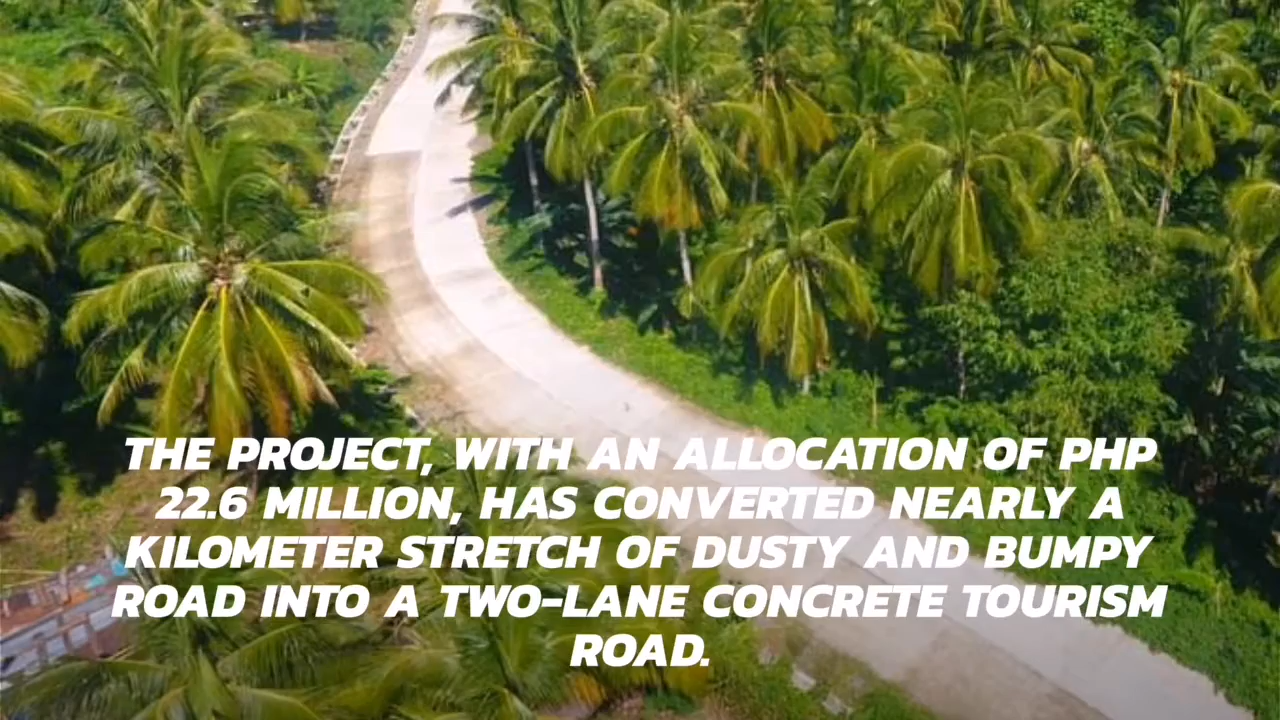 THE PROJECT, WITH AN ALLOCATION OF PHP
22.6 MILLION, HAS CONVERTED NEARLY A
KILOMETER STRETCH OF DUSTY AND BUMPY
ROAD INTO A TWO-LANE CONCRETE TOURISM
ROAD.